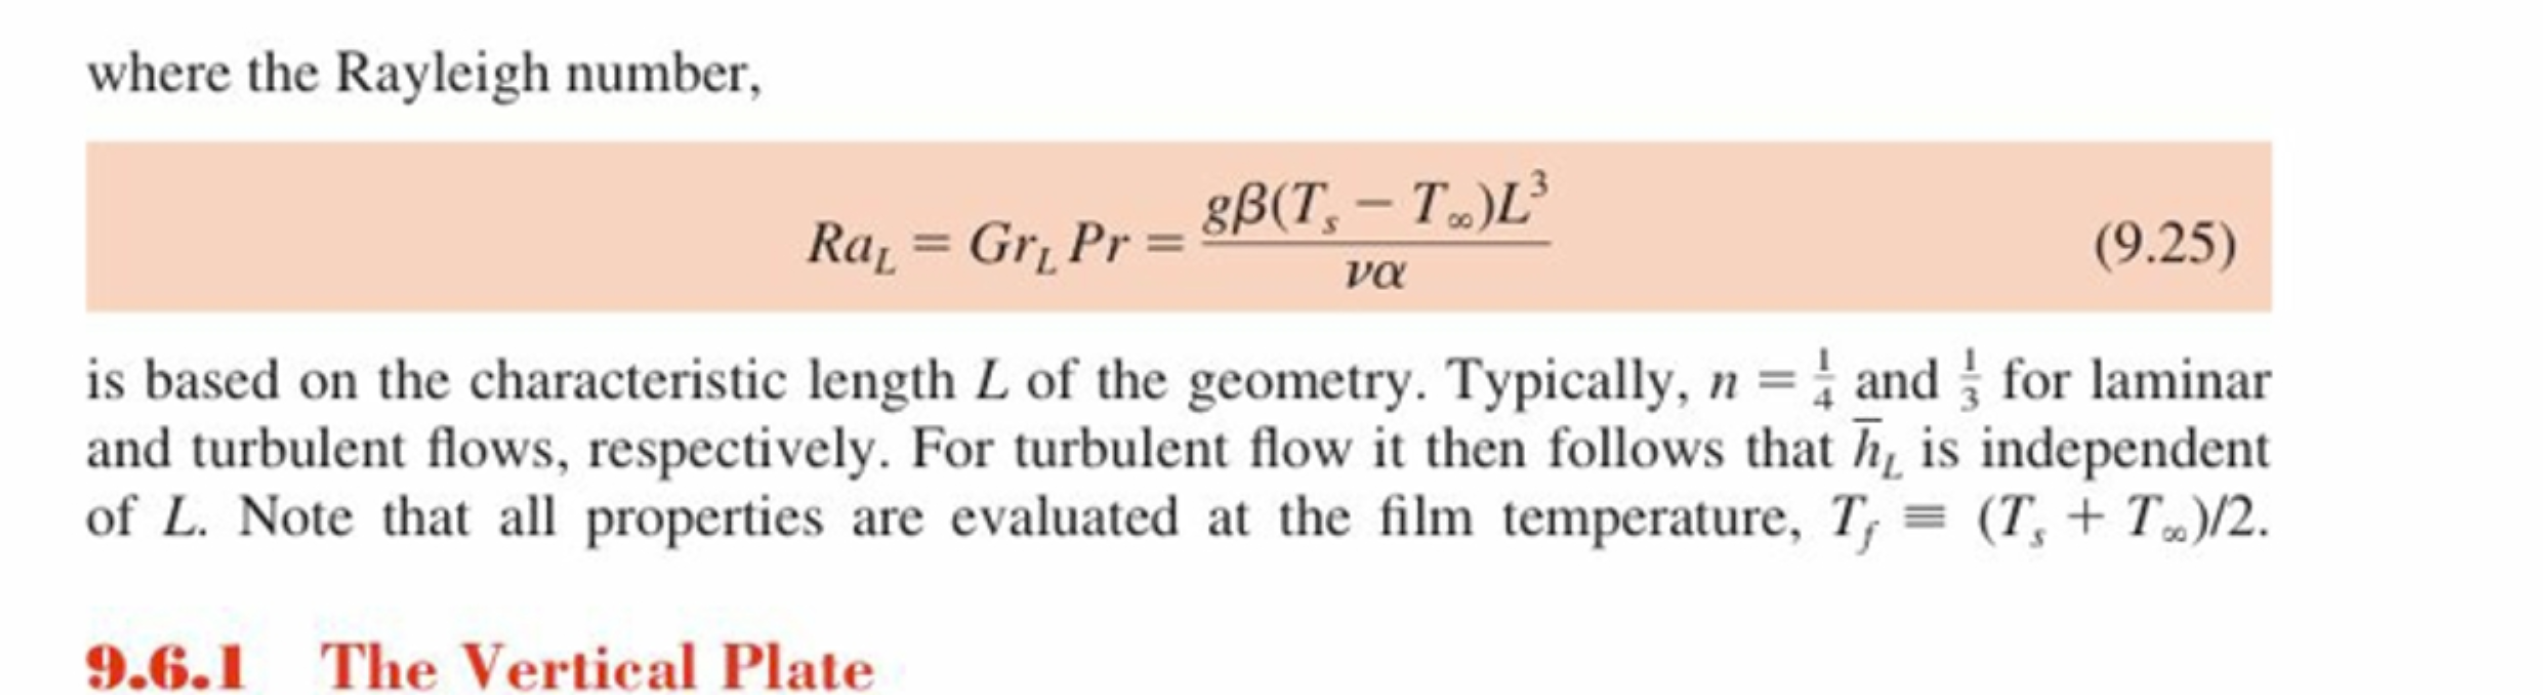 where the Rayleigh number,
Ra_L = Gr_L Pr = gβ(T_s − T_∞)L³ / να (9.25)
is based on the characteristic length L of the geometry. Typically, n = 1/4 and 1/3 for laminar
and turbulent flows, respectively. For turbulent flow it then follows that h̅_L is independent
of L. Note that all properties are evaluated at the film temperature, T_f ≡ (T_s + T_∞)/2.
9.6.1 The Vertical Plate